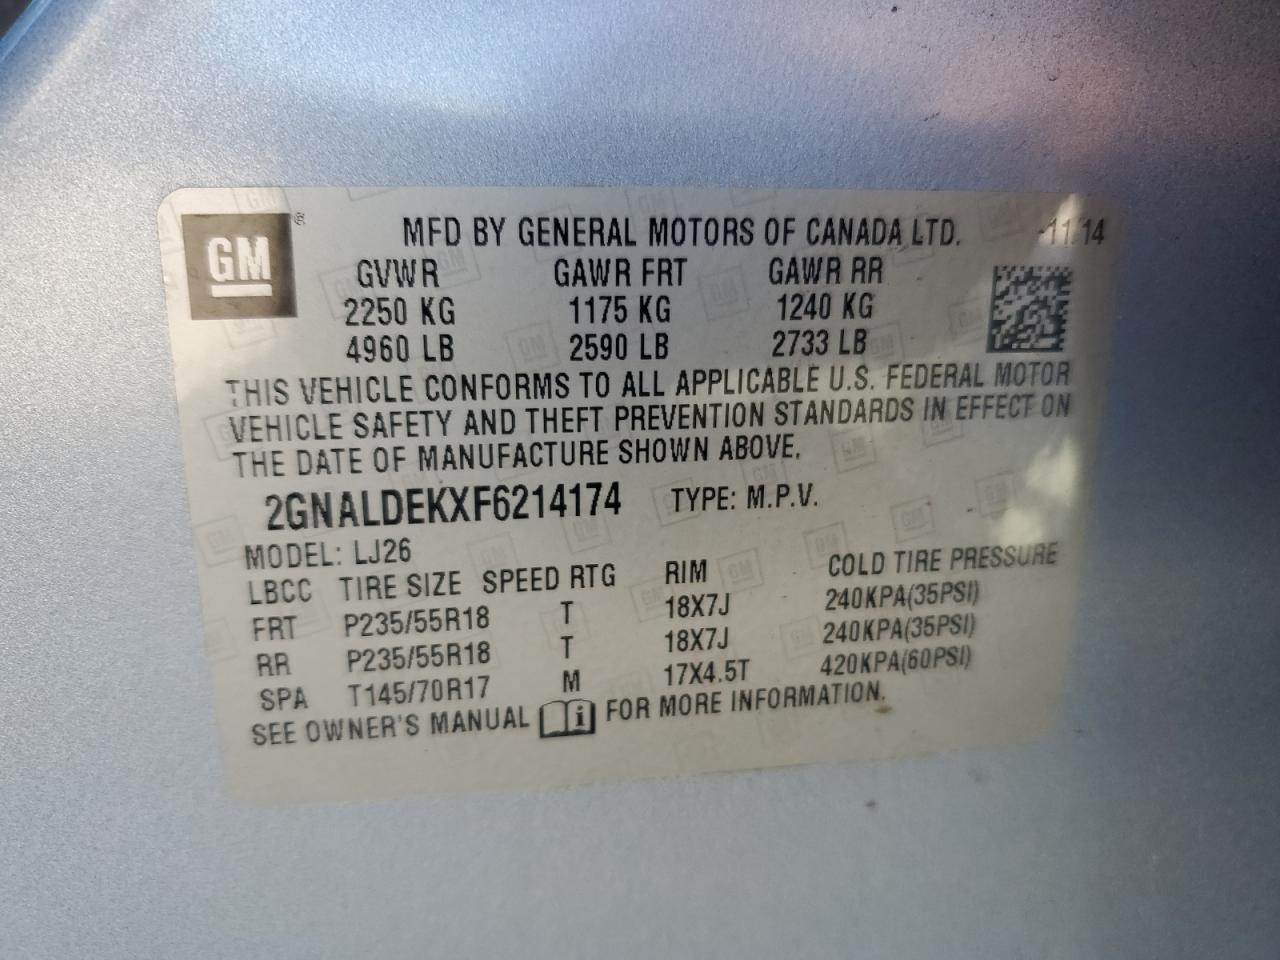 GM ®
MFD BY GENERAL MOTORS OF CANADA LTD. 11/14
GVWR GAWR FRT GAWR RR
2250 KG 1175 KG 1240 KG
4960 LB 2590 LB 2733 LB
THIS VEHICLE CONFORMS TO ALL APPLICABLE U.S. FEDERAL MOTOR
VEHICLE SAFETY AND THEFT PREVENTION STANDARDS IN EFFECT ON
THE DATE OF MANUFACTURE SHOWN ABOVE.
2GNALDEKXF6214174 TYPE: M.P.V.
MODEL: LJ26
LBCC TIRE SIZE SPEED RTG RIM COLD TIRE PRESSURE
FRT P235/55R18 T 18X7J 240KPA(35PSI)
RR P235/55R18 T 18X7J 240KPA(35PSI)
SPA T145/70R17 M 17X4.5T 420KPA(60PSI)
SEE OWNER'S MANUAL i FOR MORE INFORMATION.